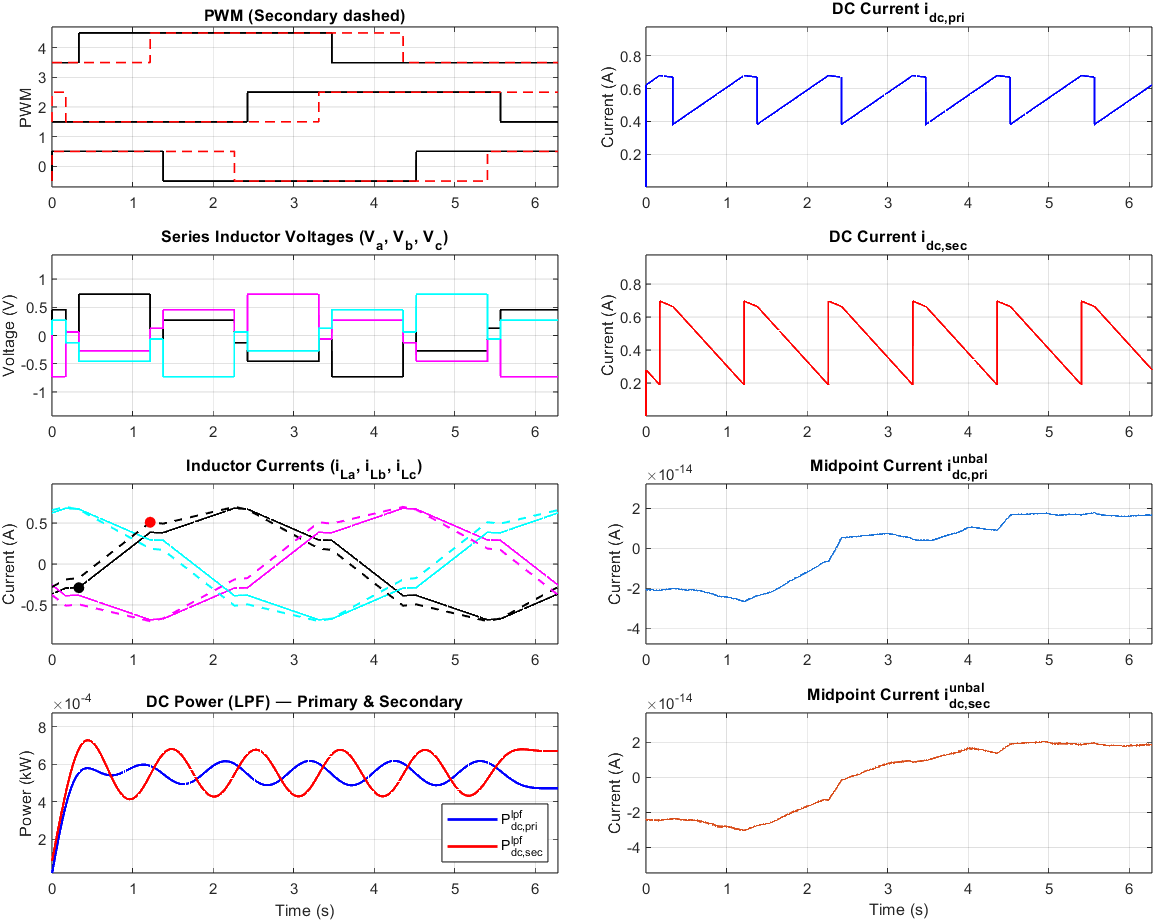 PWM (Secondary dashed)
PWM
4
3
2
1
0
0 1 2 3 4 5 6
DC Current i_dc,pri
Current (A)
0.8
0.6
0.4
0.2
0 1 2 3 4 5 6
Series Inductor Voltages (V_a, V_b, V_c)
Voltage (V)
1
0.5
0
-0.5
-1
0 1 2 3 4 5 6
DC Current i_dc,sec
Current (A)
0.8
0.6
0.4
0.2
0 1 2 3 4 5 6
Inductor Currents (i_La, i_Lb, i_Lc)
Current (A)
0.5
0
-0.5
0 1 2 3 4 5 6
Midpoint Current i_dc,pri^unbal
×10^-14
Current (A)
2
0
-2
-4
0 1 2 3 4 5 6
DC Power (LPF) — Primary & Secondary
×10^-4
Power (kW)
8
6
4
2
P_dc,pri^lpf
P_dc,sec^lpf
0 1 2 3 4 5 6
Time (s)
Midpoint Current i_dc,sec^unbal
×10^-14
Current (A)
2
0
-2
-4
0 1 2 3 4 5 6
Time (s)